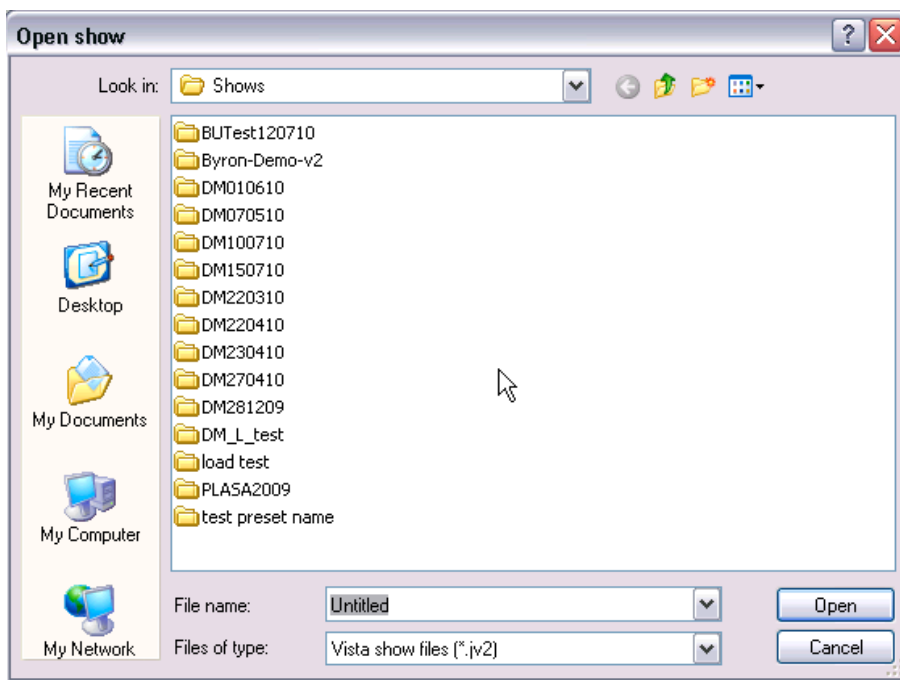 Open show
Look in: Shows
My Recent Documents
Desktop
My Documents
My Computer
My Network
BUTest120710
Byron-Demo-v2
DM010610
DM070510
DM100710
DM150710
DM220310
DM220410
DM230410
DM270410
DM281209
DM_L_test
load test
PLASA2009
test preset name
File name: Untitled
Open
Files of type: Vista show files (*.jv2)
Cancel